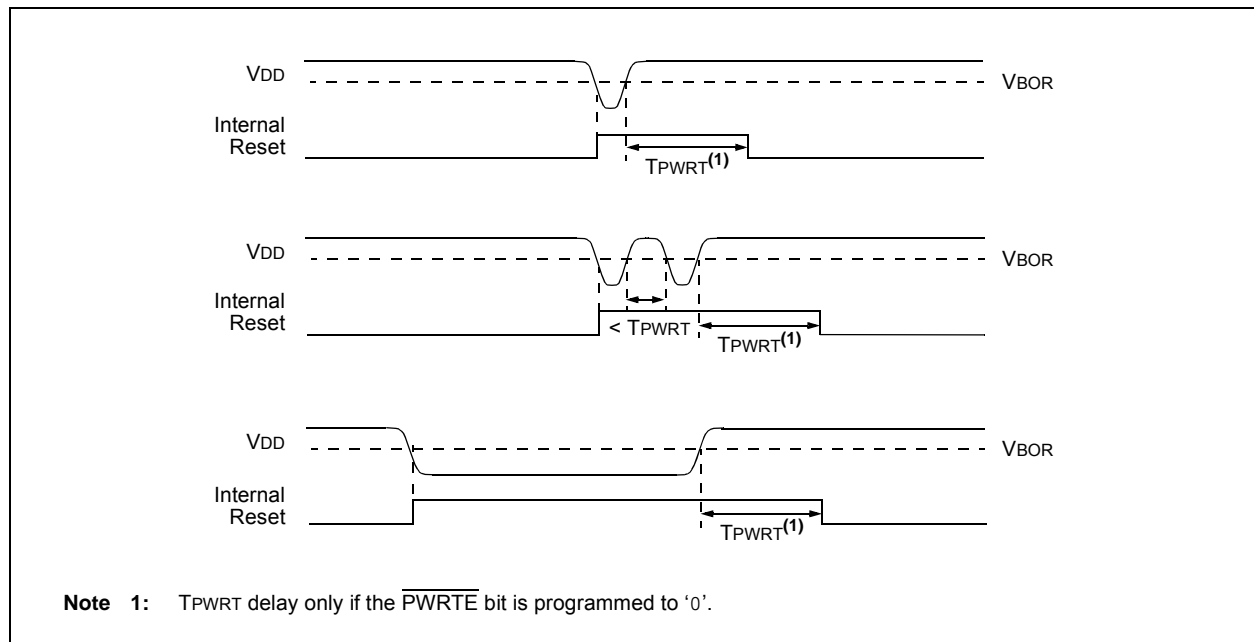 VDD
VBOR
Internal
Reset
TPWRT(1)
VDD
VBOR
Internal
Reset
< TPWRT
TPWRT(1)
VDD
VBOR
Internal
Reset
TPWRT(1)
Note 1: TPWRT delay only if the PWRTE bit is programmed to ‘0’.